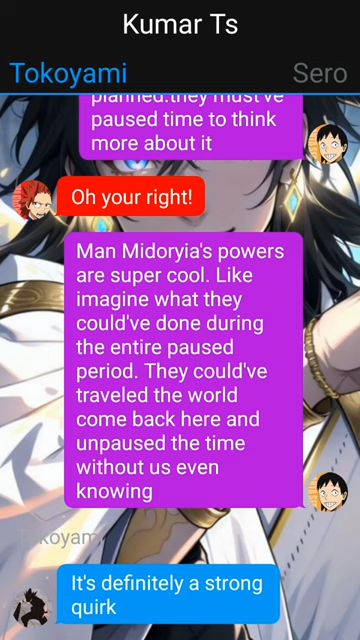 Kumar Ts
Tokoyami
Sero
planned.they must've
paused time to think
more about it
Oh your right!
Man Midoryia's powers
are super cool. Like
imagine what they
could've done during
the entire paused
period. They could've
traveled the world
come back here and
unpaused the time
without us even
knowing
Tokoyami
It's definitely a strong
quirk